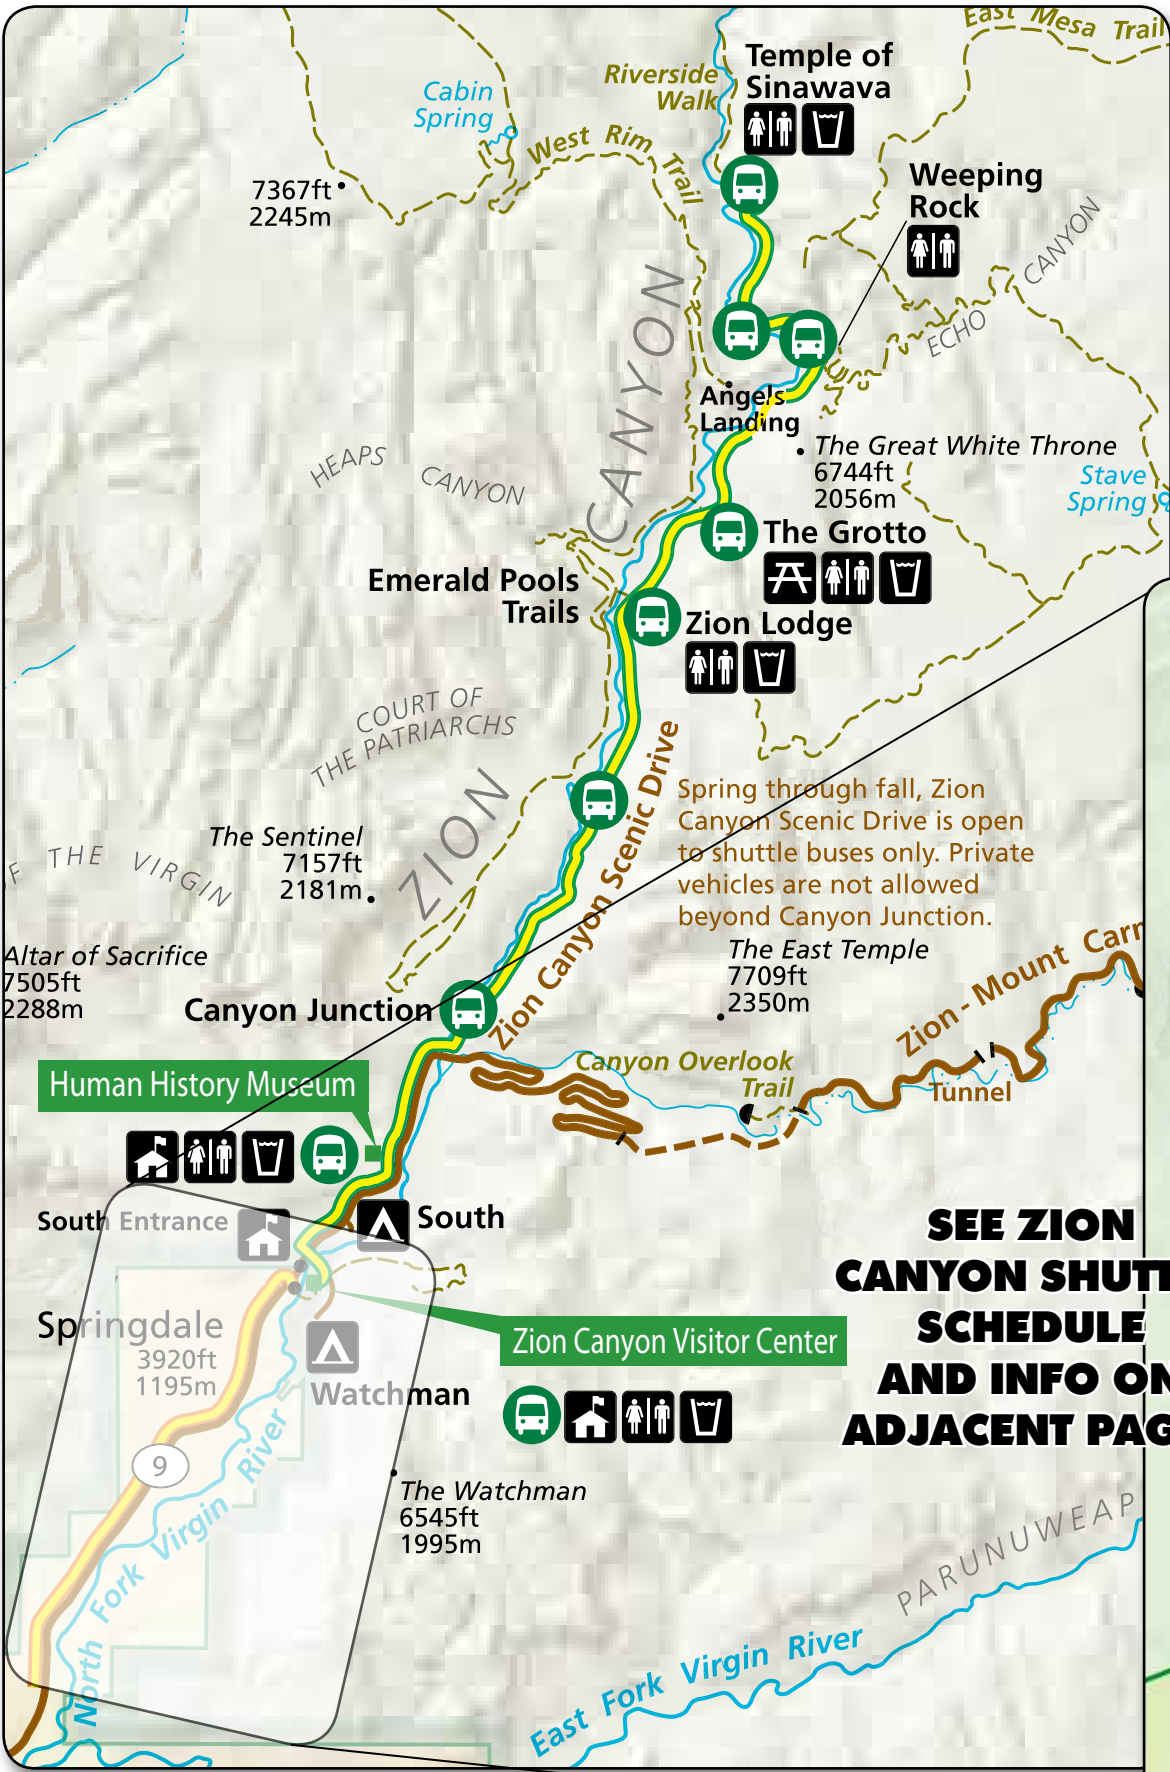 East Mesa Trail
Temple of
Sinawava
Riverside
Walk
Cabin
Spring
West Rim Trail
7367ft
2245m
Weeping
Rock
ECHO CANYON
Angels
Landing
The Great White Throne
6744ft
2056m
HEAPS CANYON
Stave
Spring
The Grotto
Emerald Pools
Trails
Zion Lodge
COURT OF
THE PATRIARCHS
ZION CANYON
Zion Canyon Scenic Drive
Spring through fall, Zion
Canyon Scenic Drive is open
to shuttle buses only. Private
vehicles are not allowed
beyond Canyon Junction.
The Sentinel
7157ft
2181m
F THE VIRGIN
Altar of Sacrifice
7505ft
2288m
The East Temple
7709ft
2350m
Canyon Junction
Zion-Mount Carm
Canyon Overlook
Trail
Tunnel
Human History Museum
South Entrance
South
Springdale
3920ft
1195m
Zion Canyon Visitor Center
Watchman
9
The Watchman
6545ft
1995m
North Fork Virgin River
SEE ZION
CANYON SHUTT
SCHEDULE
AND INFO ON
ADJACENT PAG
PARUNUWEAP
East Fork Virgin River